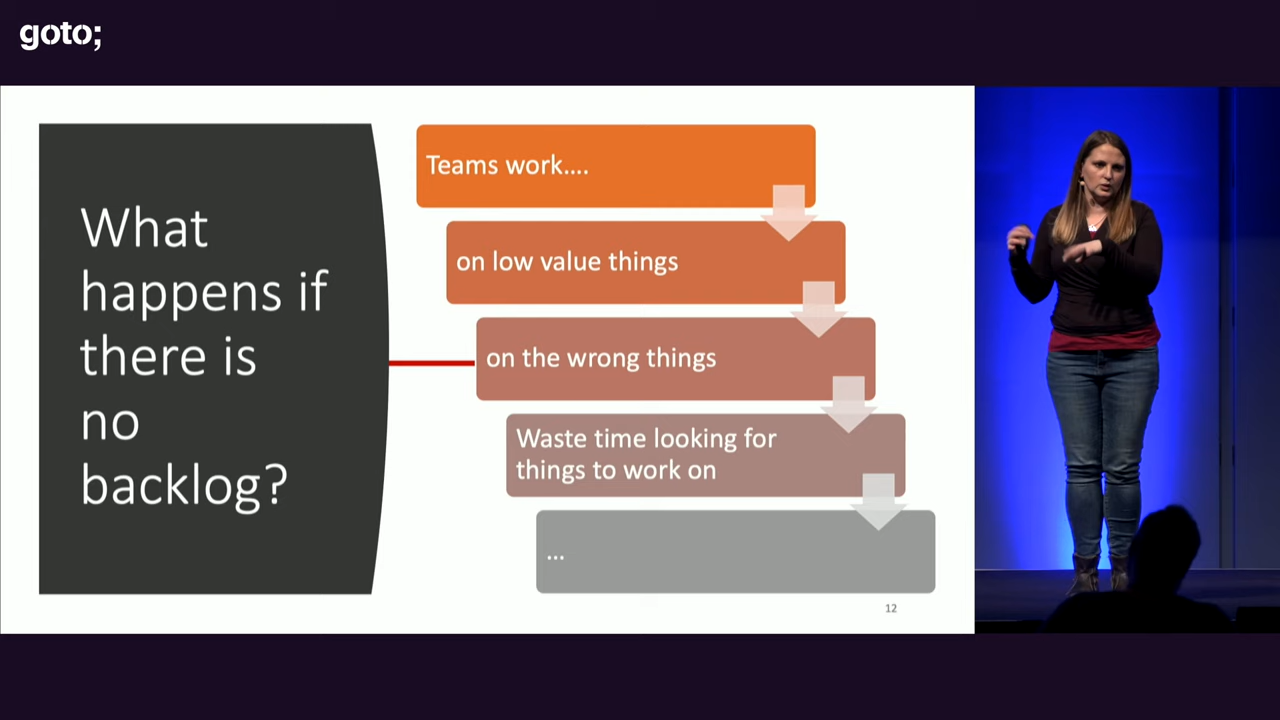 goto;
What
happens if
there is
no
backlog?
Teams work....
on low value things
on the wrong things
Waste time looking for
things to work on
...
12